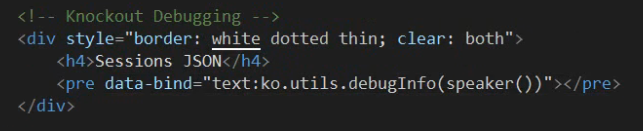 <!-- Knockout Debugging -->
<div style="border: white dotted thin; clear: both">
<h4>Sessions JSON</h4>
<pre data-bind="text:ko.utils.debugInfo(speaker())"></pre>
</div>